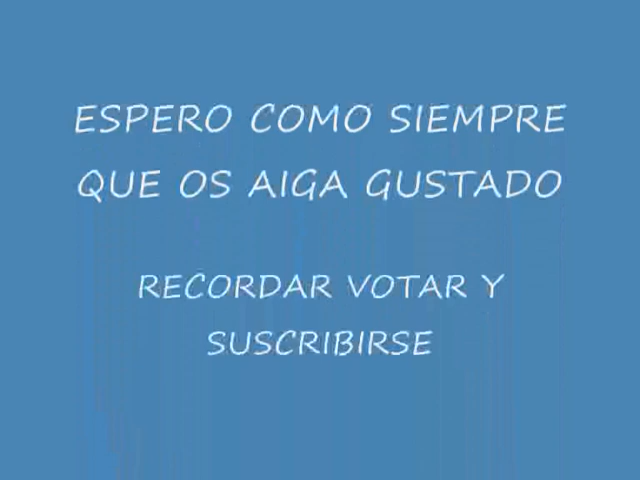 ESPERO COMO SIEMPRE
QUE OS AIGA GUSTADO
RECORDAR VOTAR Y
SUSCRIBIRSE